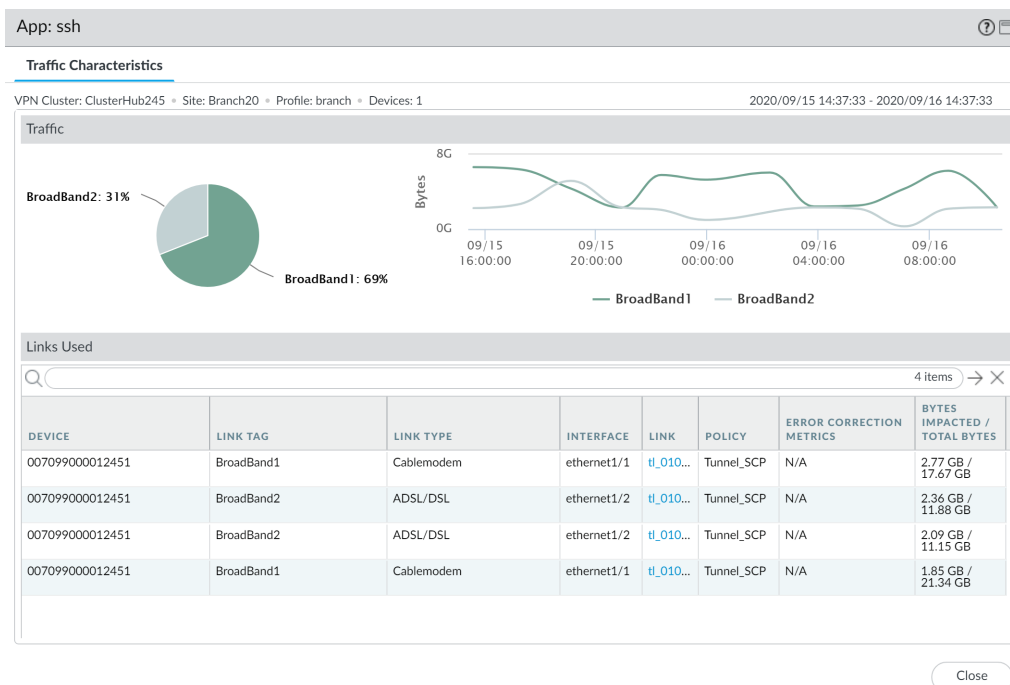 App: ssh
Traffic Characteristics
VPN Cluster: ClusterHub245 • Site: Branch20 • Profile: branch • Devices: 1 2020/09/15 14:37:33 - 2020/09/16 14:37:33
Traffic
BroadBand2: 31%
BroadBand1: 69%
8G
Bytes
0G
09/15 09/15 09/16 09/16 09/16
16:00:00 20:00:00 00:00:00 04:00:00 08:00:00
BroadBand1 BroadBand2
Links Used
4 items
DEVICE LINK TAG LINK TYPE INTERFACE LINK POLICY ERROR CORRECTION METRICS BYTES IMPACTED / TOTAL BYTES
007099000012451 BroadBand1 Cablemodem ethernet1/1 tl_010... Tunnel_SCP N/A 2.77 GB / 17.67 GB
007099000012451 BroadBand2 ADSL/DSL ethernet1/2 tl_010... Tunnel_SCP N/A 2.36 GB / 11.88 GB
007099000012451 BroadBand2 ADSL/DSL ethernet1/2 tl_010... Tunnel_SCP N/A 2.09 GB / 11.15 GB
007099000012451 BroadBand1 Cablemodem ethernet1/1 tl_010... Tunnel_SCP N/A 1.85 GB / 21.34 GB
Close